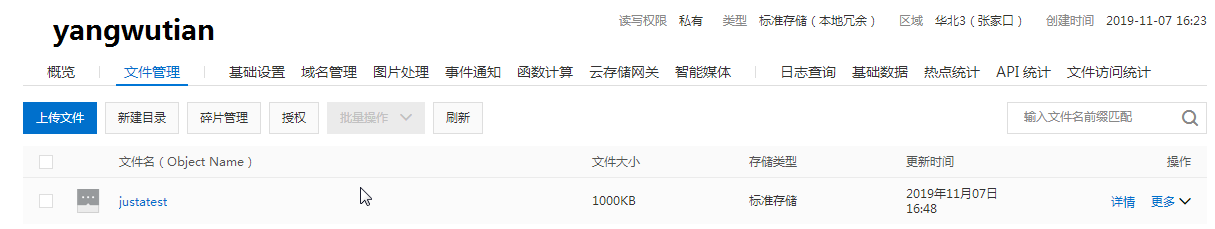 yangwutian
读写权限 私有 类型 标准存储（本地冗余） 区域 华北3（张家口） 创建时间 2019-11-07 16:23
概览 文件管理 基础设置 域名管理 图片处理 事件通知 函数计算 云存储网关 智能媒体 日志查询 基础数据 热点统计 API 统计 文件访问统计
上传文件 新建目录 碎片管理 授权 批量操作 刷新 输入文件名前缀匹配
文件名（Object Name） 文件大小 存储类型 更新时间 操作
justatest 1000KB 标准存储 2019年11月07日 详情 更多
16:48